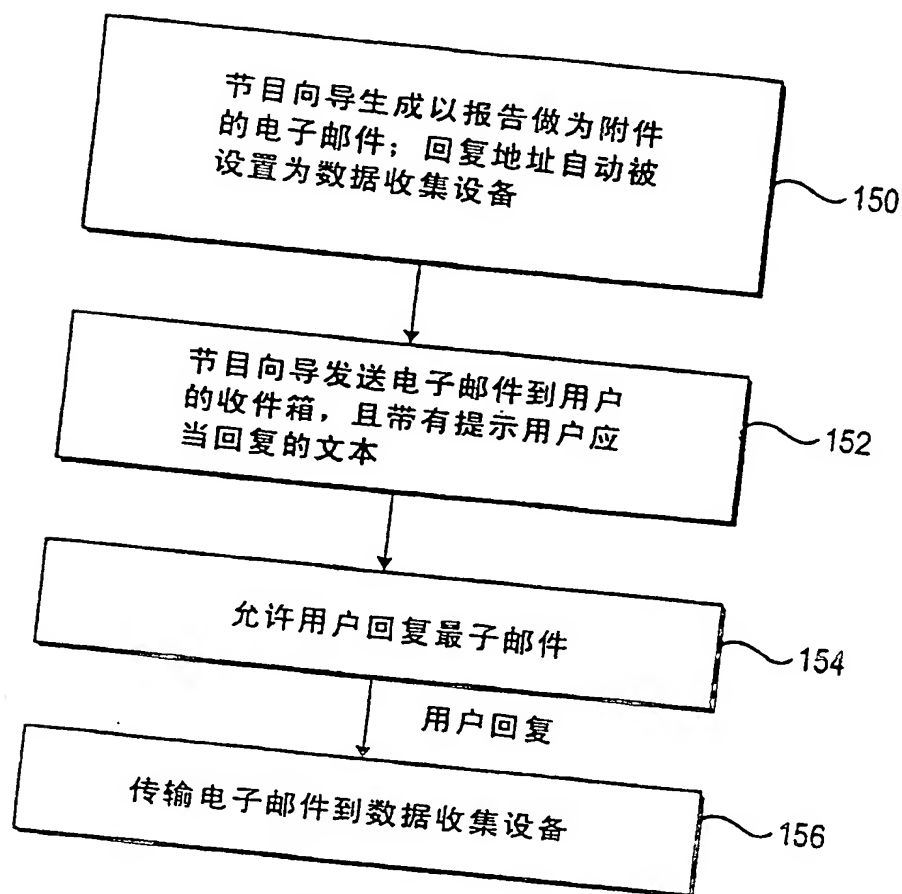 节目向导生成以报告做为附件
的电子邮件；回复地址自动被
设置为数据收集设备
150
节目向导发送电子邮件到用户
的收件箱，且带有提示用户应
当回复的文本
152
允许用户回复最子邮件
154
用户回复
传输电子邮件到数据收集设备
156